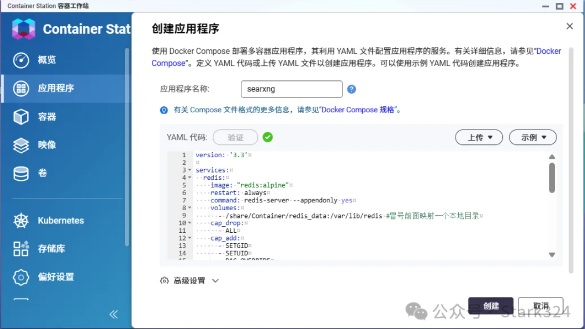 Container Station 容器工作站
Container Stati
概览
应用程序
容器
映像
卷
Kubernetes
存储库
偏好设置
创建应用程序
使用 Docker Compose 部署多容器应用程序，其利用 YAML 文件配置应用程序的服务。有关详细信息，请参见"Docker
Compose"。定义 YAML 代码或上传 YAML 文件以创建应用程序。可以使用示例 YAML 代码创建应用程序。
应用程序名称:
searxng
有关 Compose 文件格式的更多信息，请参见"Docker Compose 规格"。
YAML 代码:
验证
上传
示例
1 version: '3.3'
2
3 services:
4 redis:
5 image: "redis:alpine"
6 restart: always
7 command: redis-server --appendonly yes
8 volumes:
9 - /share/Container/redis_data:/var/lib/redis #冒号前面映射一个本地目录
10 cap_drop:
11 - ALL
12 cap_add:
13 - SETGID
14 - SETUID
15 - DAC_OVERRIDE
高级设置
创建
取消
公众号 · Stark324